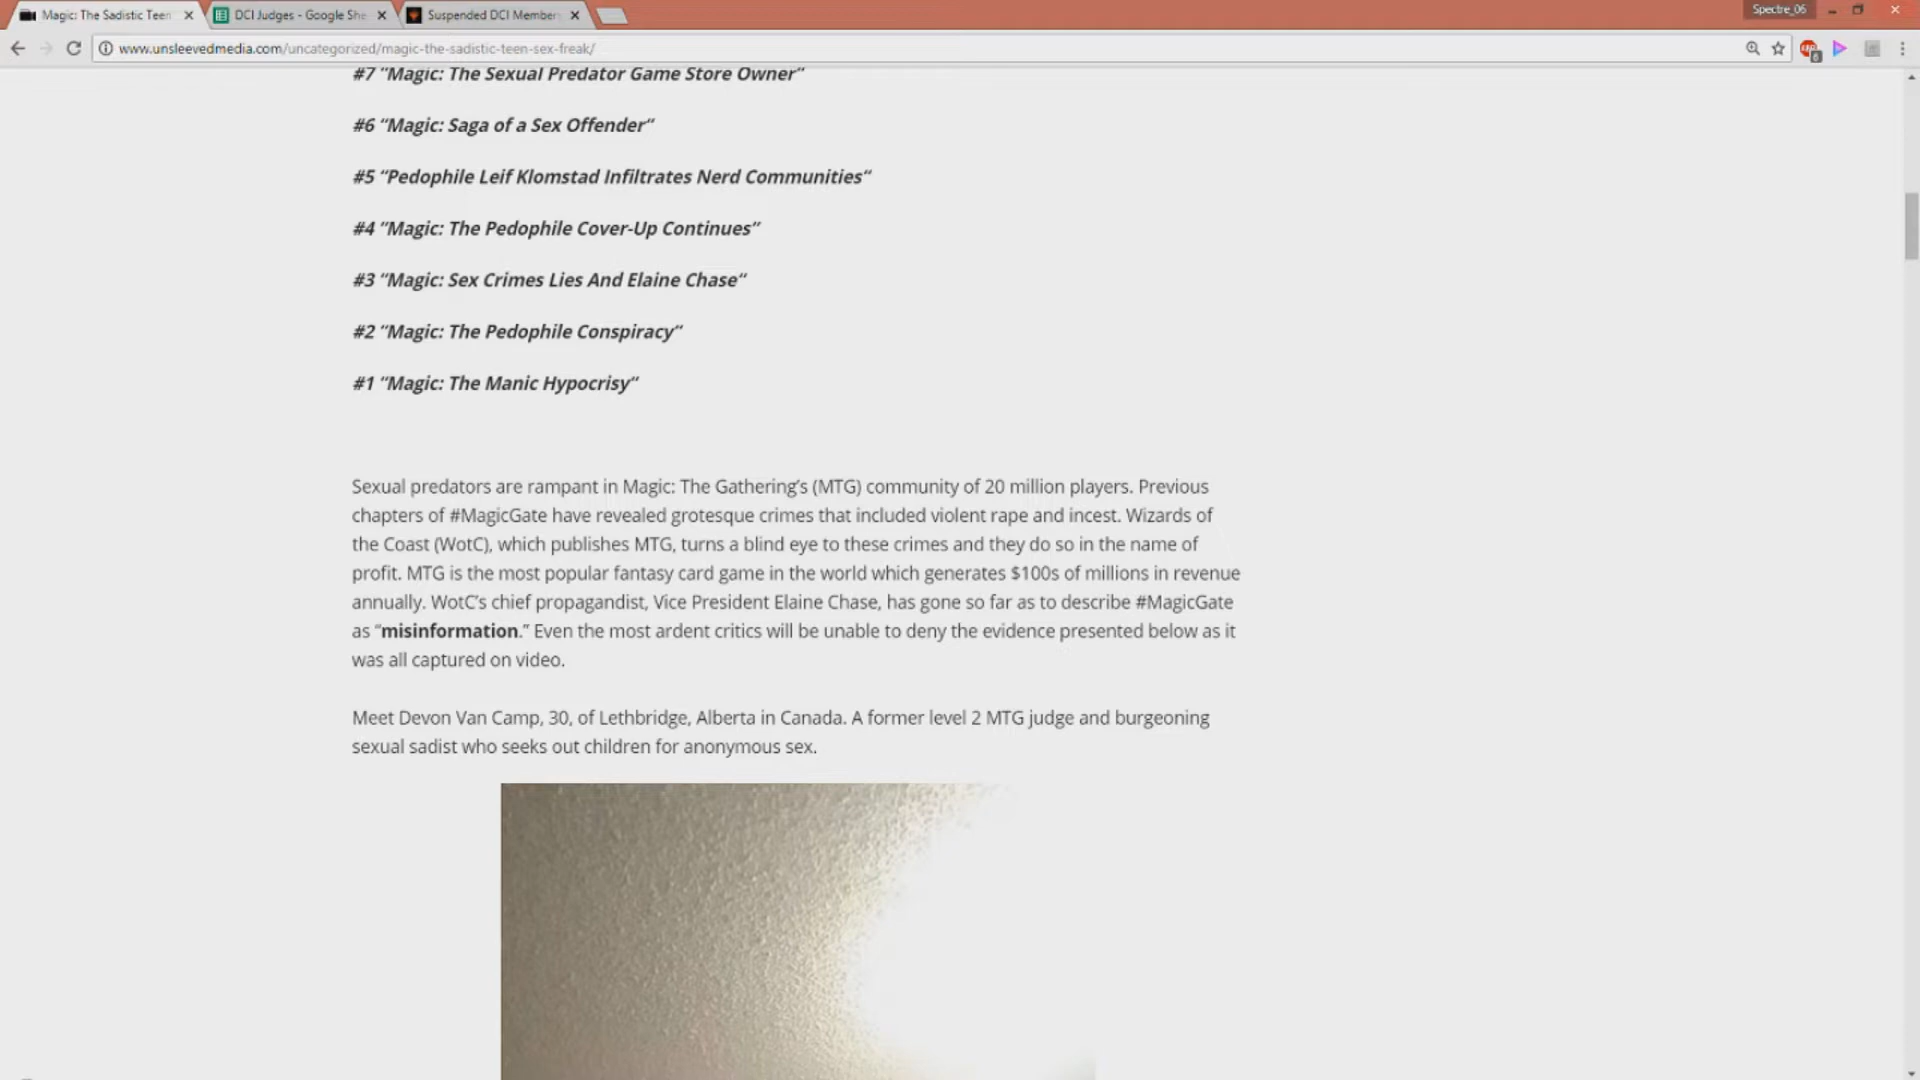 Magic: The Sadistic Teen
DCI Judges - Google She
Suspended DCI Member
Spectre_06
www.unsleevedmedia.com/uncategorized/magic-the-sadistic-teen-sex-freak/
6
#7 “Magic: The Sexual Predator Game Store Owner“
#6 “Magic: Saga of a Sex Offender“
#5 “Pedophile Leif Klomstad Infiltrates Nerd Communities“
#4 “Magic: The Pedophile Cover-Up Continues“
#3 “Magic: Sex Crimes Lies And Elaine Chase“
#2 “Magic: The Pedophile Conspiracy“
#1 “Magic: The Manic Hypocrisy“
Sexual predators are rampant in Magic: The Gathering’s (MTG) community of 20 million players. Previous
chapters of #MagicGate have revealed grotesque crimes that included violent rape and incest. Wizards of
the Coast (WotC), which publishes MTG, turns a blind eye to these crimes and they do so in the name of
profit. MTG is the most popular fantasy card game in the world which generates $100s of millions in revenue
annually. WotC’s chief propagandist, Vice President Elaine Chase, has gone so far as to describe #MagicGate
as “misinformation.” Even the most ardent critics will be unable to deny the evidence presented below as it
was all captured on video.
Meet Devon Van Camp, 30, of Lethbridge, Alberta in Canada. A former level 2 MTG judge and burgeoning
sexual sadist who seeks out children for anonymous sex.